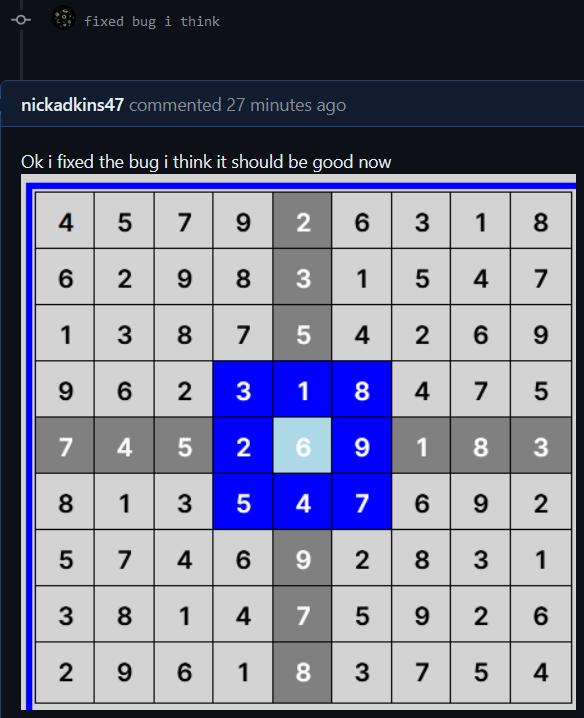 fixed bug i think
nickadkins47 commented 27 minutes ago
Ok i fixed the bug i think it should be good now
4 5 7 9 2 6 3 1 8
6 2 9 8 3 1 5 4 7
1 3 8 7 5 4 2 6 9
9 6 2 3 1 8 4 7 5
7 4 5 2 6 9 1 8 3
8 1 3 5 4 7 6 9 2
5 7 4 6 9 2 8 3 1
3 8 1 4 7 5 9 2 6
2 9 6 1 8 3 7 5 4